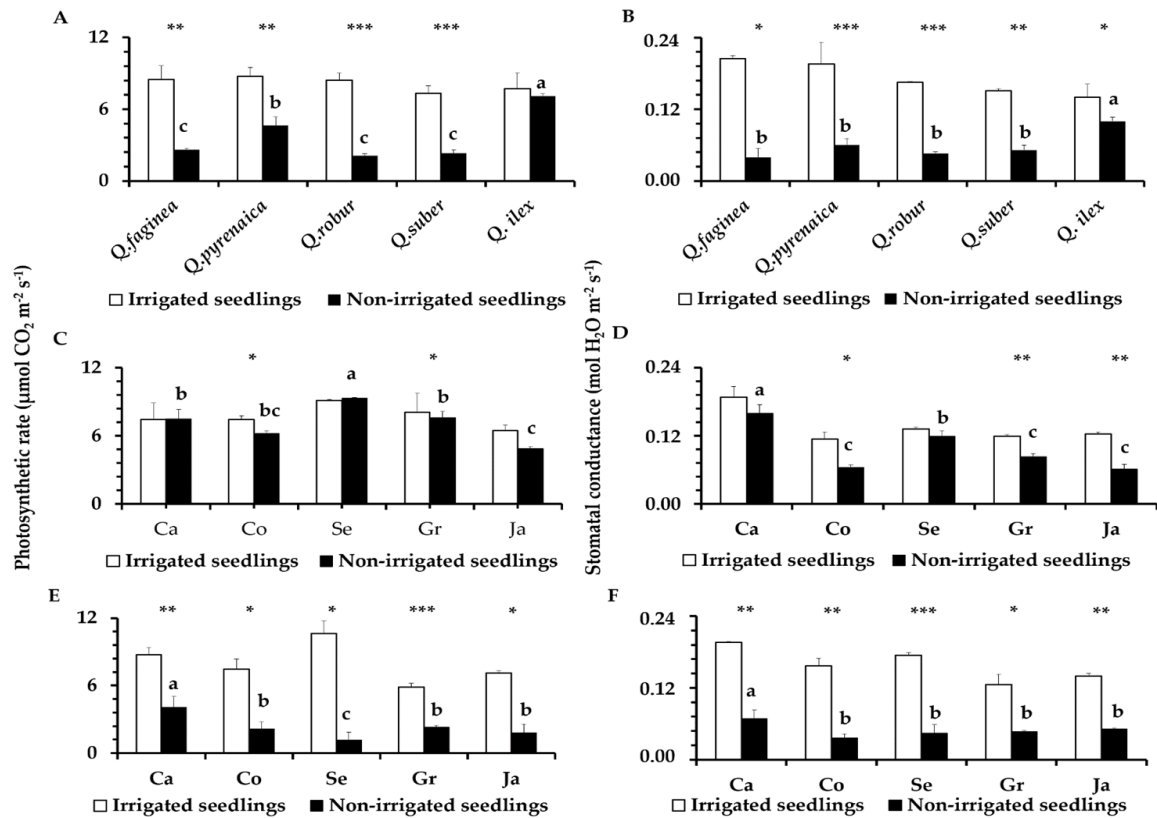 A
** ** *** ***
12
6
0
c b c c a
Q.faginea Q.pyrenaica Q.robur Q.suber Q. ilex
Irrigated seedlings Non-irrigated seedlings
B
* *** *** ** *
0.24
0.12
0.00
b b b b a
Q.faginea Q.pyrenaica Q.robur Q.suber Q. ilex
Irrigated seedlings Non-irrigated seedlings
Photosynthetic rate (µmol CO₂ m⁻² s⁻¹)
Stomatal conductance (mol H₂O m⁻² s⁻¹)
C
* *
12
6
0
b bc a b c
Ca Co Se Gr Ja
Irrigated seedlings Non-irrigated seedlings
D
* ** **
0.24
0.12
0.00
a c b c c
Ca Co Se Gr Ja
Irrigated seedlings Non-irrigated seedlings
E
** * * *** *
12
6
0
a b c b b
Ca Co Se Gr Ja
Irrigated seedlings Non-irrigated seedlings
F
** ** *** * **
0.24
0.12
0.00
a b b b b
Ca Co Se Gr Ja
Irrigated seedlings Non-irrigated seedlings